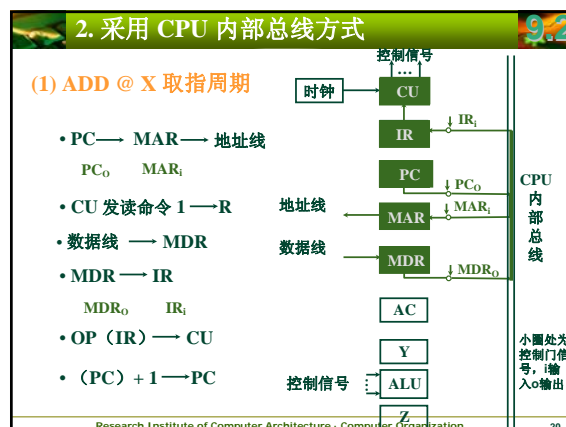 2. 采用 CPU 内部总线方式
9.2
(1) ADD @ X 取指周期
• PC → MAR → 地址线
PCO MARi
• CU 发读命令 1 → R
• 数据线 → MDR
• MDR → IR
MDRO IRi
• OP（IR）→ CU
• （PC）+ 1 → PC
控制信号
…
时钟
CU
IR
IRi
PC
PCO
地址线
MAR
MARi
数据线
MDR
MDRO
CPU
内
部
总
线
AC
Y
控制信号
ALU
Z
小圈处为
控制门信
号，i输
入o输出
Research Institute of Computer Architecture · Computer Organization